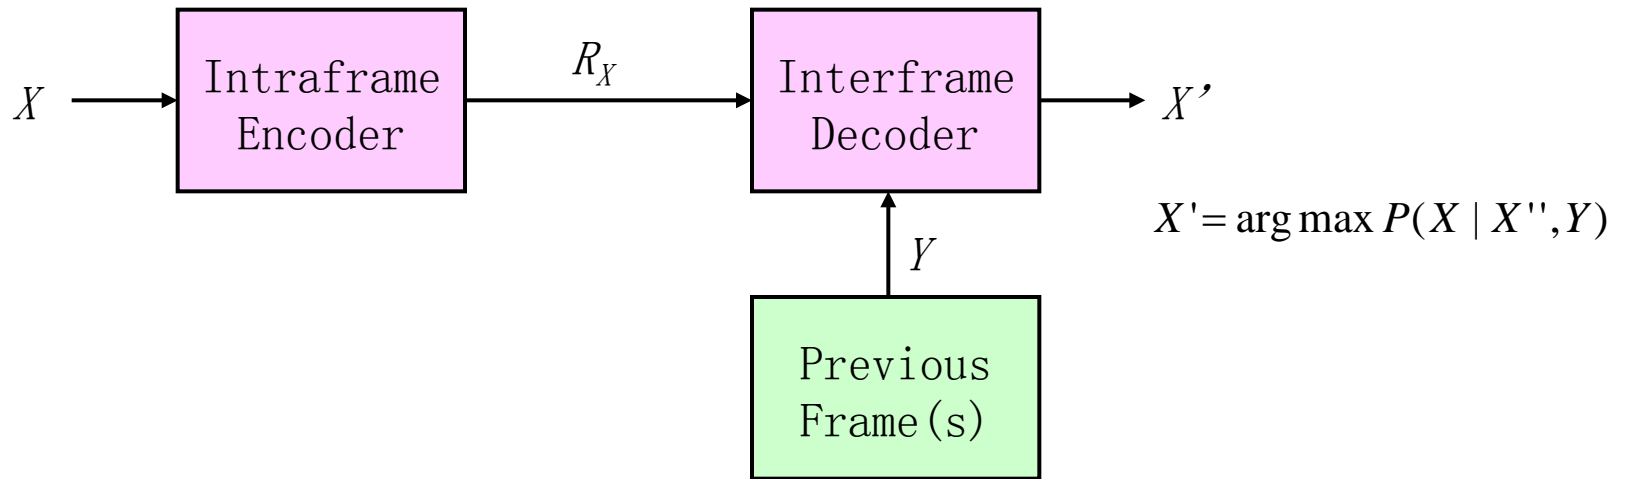 X
Intraframe
Encoder
R_X
Interframe
Decoder
X’
X'= arg max P(X | X'', Y)
Y
Previous
Frame(s)